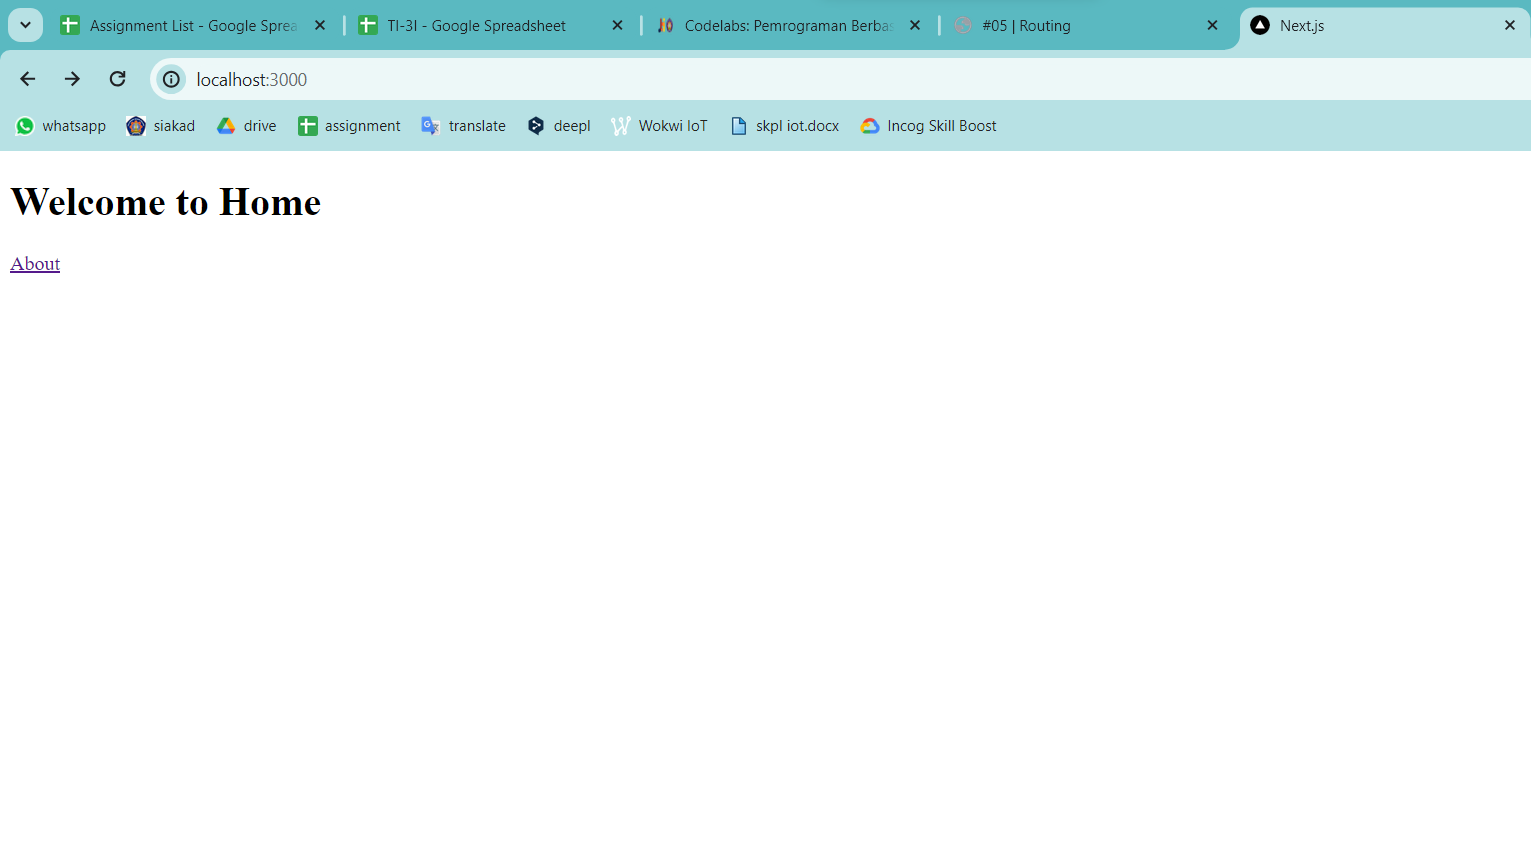 Assignment List - Google Sprea
TI-3I - Google Spreadsheet
Codelabs: Pemrograman Berbas
#05 | Routing
Next.js
localhost:3000
whatsapp siakad drive assignment translate deepl Wokwi IoT skpl iot.docx Incog Skill Boost
Welcome to Home
About